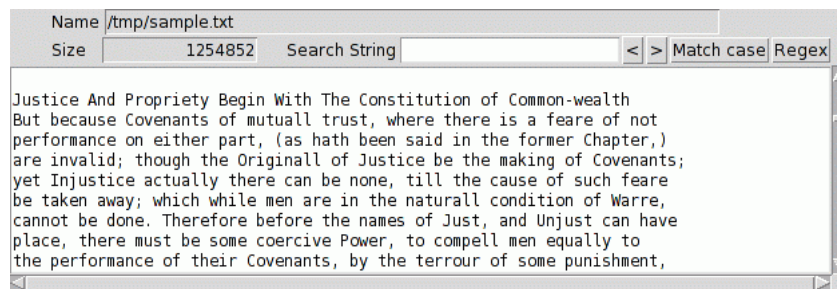 Name /tmp/sample.txt
Size 1254852 Search String < > Match case Regex
Justice And Propriety Begin With The Constitution of Common-wealth
But because Covenants of mutuall trust, where there is a feare of not
performance on either part, (as hath been said in the former Chapter,)
are invalid; though the Originall of Justice be the making of Covenants;
yet Injustice actually there can be none, till the cause of such feare
be taken away; which while men are in the naturall condition of Warre,
cannot be done. Therefore before the names of Just, and Unjust can have
place, there must be some coercive Power, to compell men equally to
the performance of their Covenants, by the terrour of some punishment,